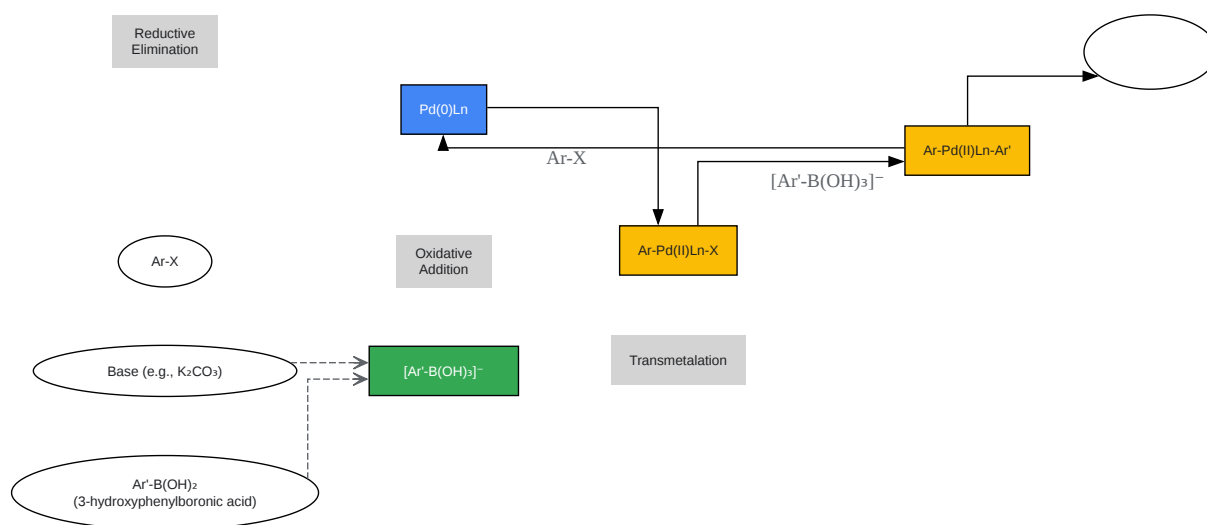 Reductive
Elimination
Pd(0)Ln
Ar-X
Ar-Pd(II)Ln-Ar'
[Ar'-B(OH)₃]⁻
Ar-Pd(II)Ln-X
Ar-X
Oxidative
Addition
Transmetalation
Base (e.g., K₂CO₃)
[Ar'-B(OH)₃]⁻
Ar'-B(OH)₂
(3-hydroxyphenylboronic acid)